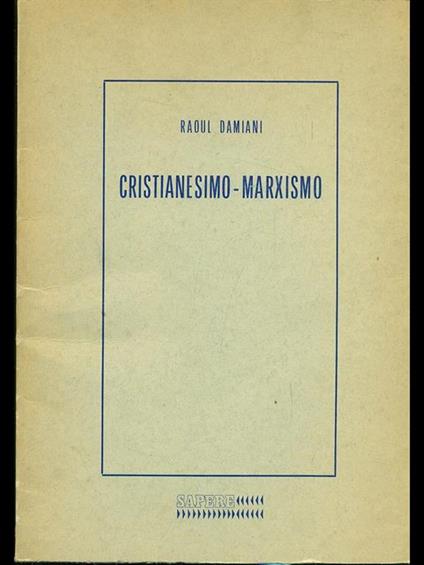 RAOUL DAMIANI
CRISTIANESIMO-MARXISMO
SAPERE